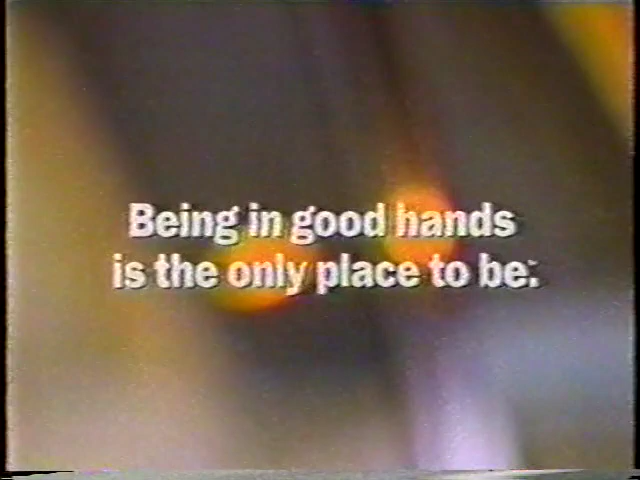 Being in good hands
is the only place to be.